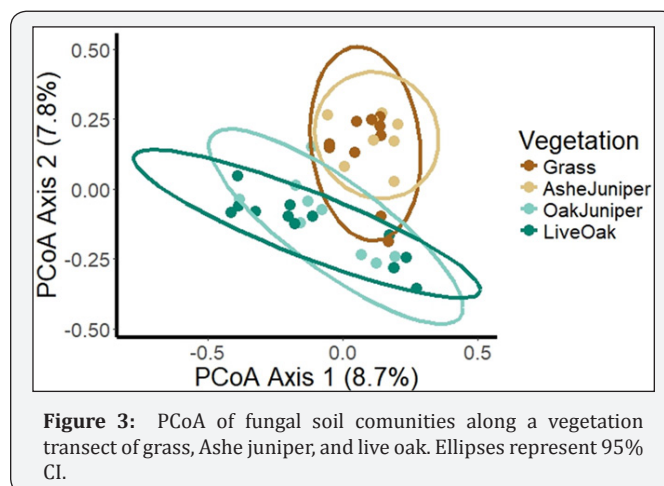 0.50
0.25
0.00
-0.25
-0.50
PCoA Axis 2 (7.8%)
-0.5 0.0 0.5
PCoA Axis 1 (8.7%)
Vegetation
Grass
AsheJuniper
OakJuniper
LiveOak
Figure 3: PCoA of fungal soil comunities along a vegetation
transect of grass, Ashe juniper, and live oak. Ellipses represent 95%
CI.